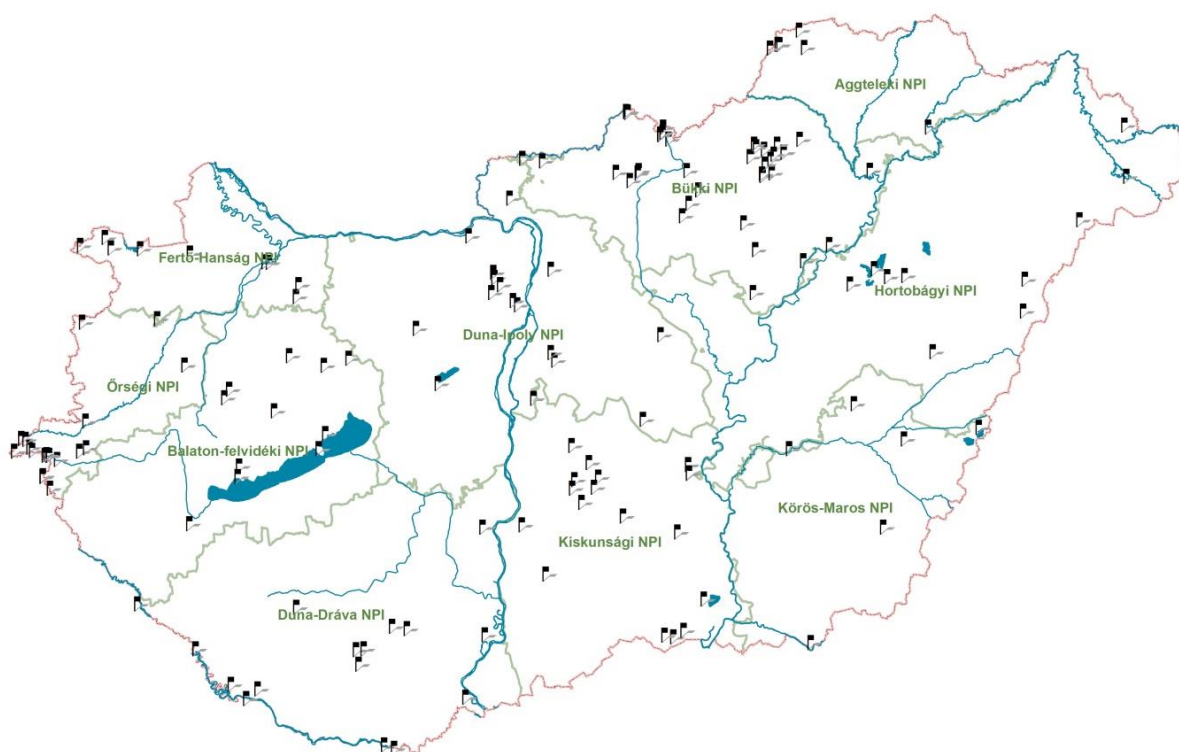 Aggteleki NPI
Bükki NPI
Fertő-Hanság NPI
Hortobágyi NPI
Duna-Ipoly NPI
Őrségi NPI
Balaton-felvidéki NPI
Körös-Maros NPI
Kiskunsági NPI
Duna-Dráva NPI